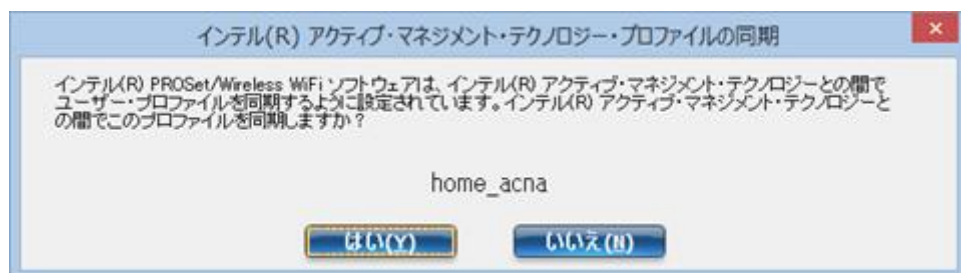 インテル(R) アクティブ・マネジメント・テクノロジー・プロファイルの同期
インテル(R) PROSet/Wireless WiFi ソフトウェアは、インテル(R) アクティブ・マネジメント・テクノロジーとの間で
ユーザー・プロファイルを同期するように設定されています。インテル(R) アクティブ・マネジメント・テクノロジーと
の間でこのプロファイルを同期しますか？
home_acna
はい(Y)
いいえ(N)